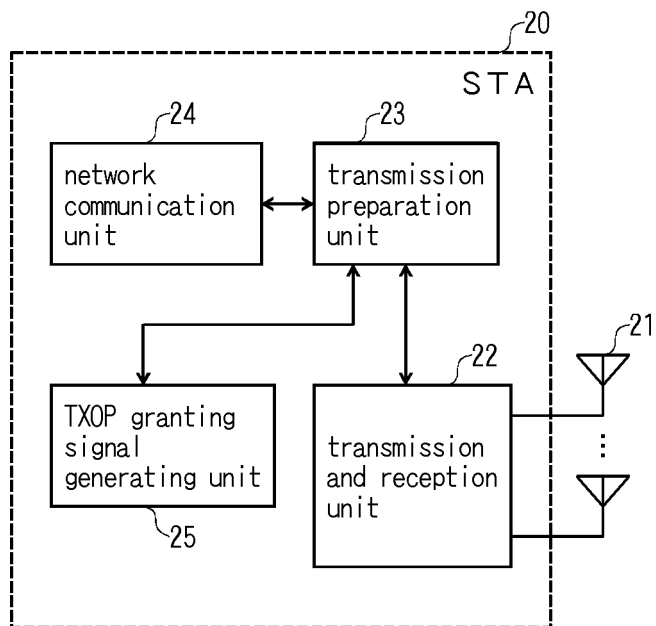 20
STA
24
network
communication
unit
23
transmission
preparation
unit
21
22
TXOP granting
signal
generating unit
25
transmission
and reception
unit